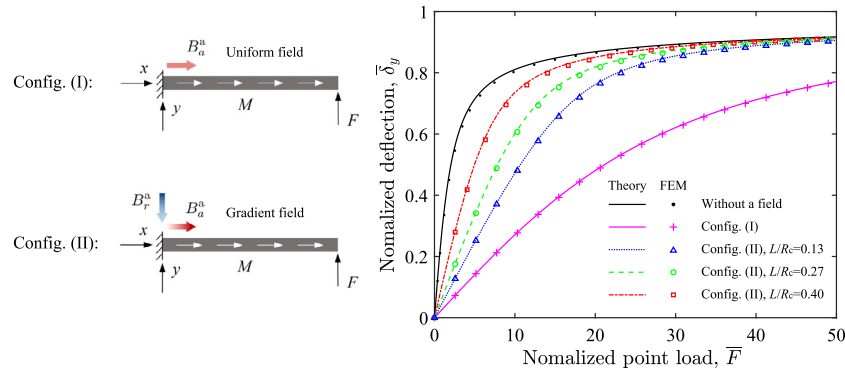 B_a^a
Uniform field
Config. (I):
x
M
y
F
B_r^a
B_a^a
Gradient field
Config. (II):
x
M
y
F
Nomalized deflection, δ̅_y
1
0.8
0.6
0.4
0.2
0
0 10 20 30 40 50
Nomalized point load, F̅
Theory FEM
Without a field
Config. (I)
Config. (II), L/Rc=0.13
Config. (II), L/Rc=0.27
Config. (II), L/Rc=0.40